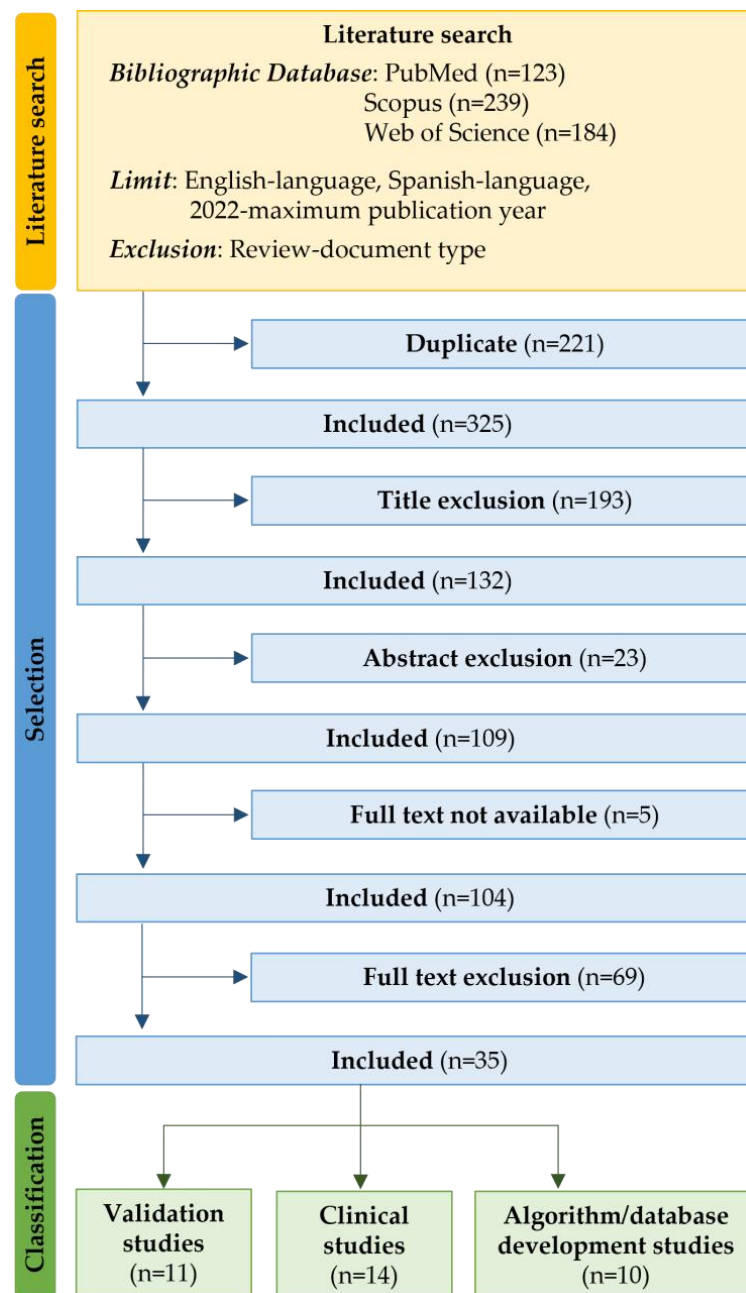 Literature search
Literature search
Bibliographic Database: PubMed (n=123)
Scopus (n=239)
Web of Science (n=184)
Limit: English-language, Spanish-language,
2022-maximum publication year
Exclusion: Review-document type
Selection
Duplicate (n=221)
Included (n=325)
Title exclusion (n=193)
Included (n=132)
Abstract exclusion (n=23)
Included (n=109)
Full text not available (n=5)
Included (n=104)
Full text exclusion (n=69)
Included (n=35)
Classification
Validation
studies
(n=11)
Clinical
studies
(n=14)
Algorithm/database
development studies
(n=10)